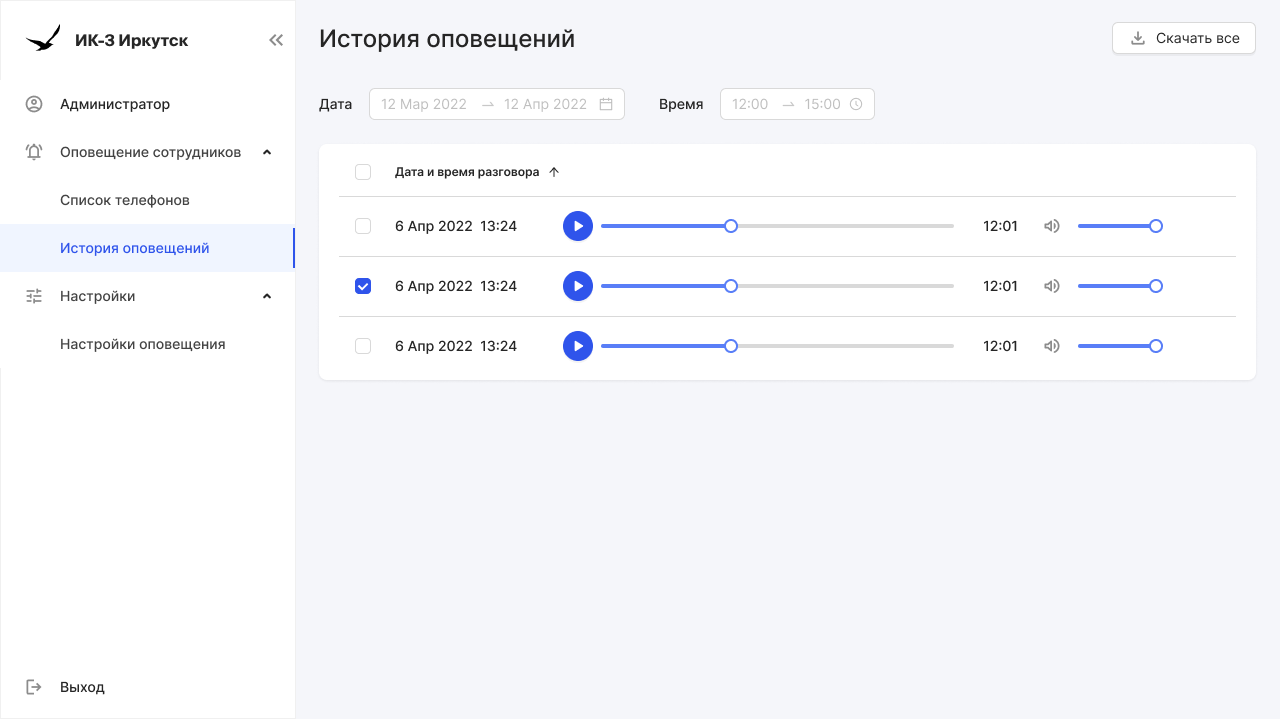 ИК-3 Иркутск
Администратор
Оповещение сотрудников
Список телефонов
История оповещений
Настройки
Настройки оповещения
Выход
История оповещений
Скачать все
Дата 12 Мар 2022 → 12 Апр 2022 Время 12:00 → 15:00
Дата и время разговора ↑
6 Апр 2022 13:24 12:01
6 Апр 2022 13:24 12:01
6 Апр 2022 13:24 12:01